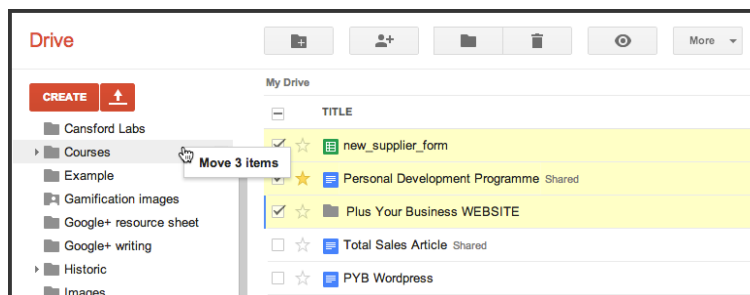 Drive
More
CREATE
My Drive
TITLE
Cansford Labs
Courses
Example
Gamification images
Google+ resource sheet
Google+ writing
Historic
Images
Move 3 items
new_supplier_form
Personal Development Programme Shared
Plus Your Business WEBSITE
Total Sales Article Shared
PYB Wordpress